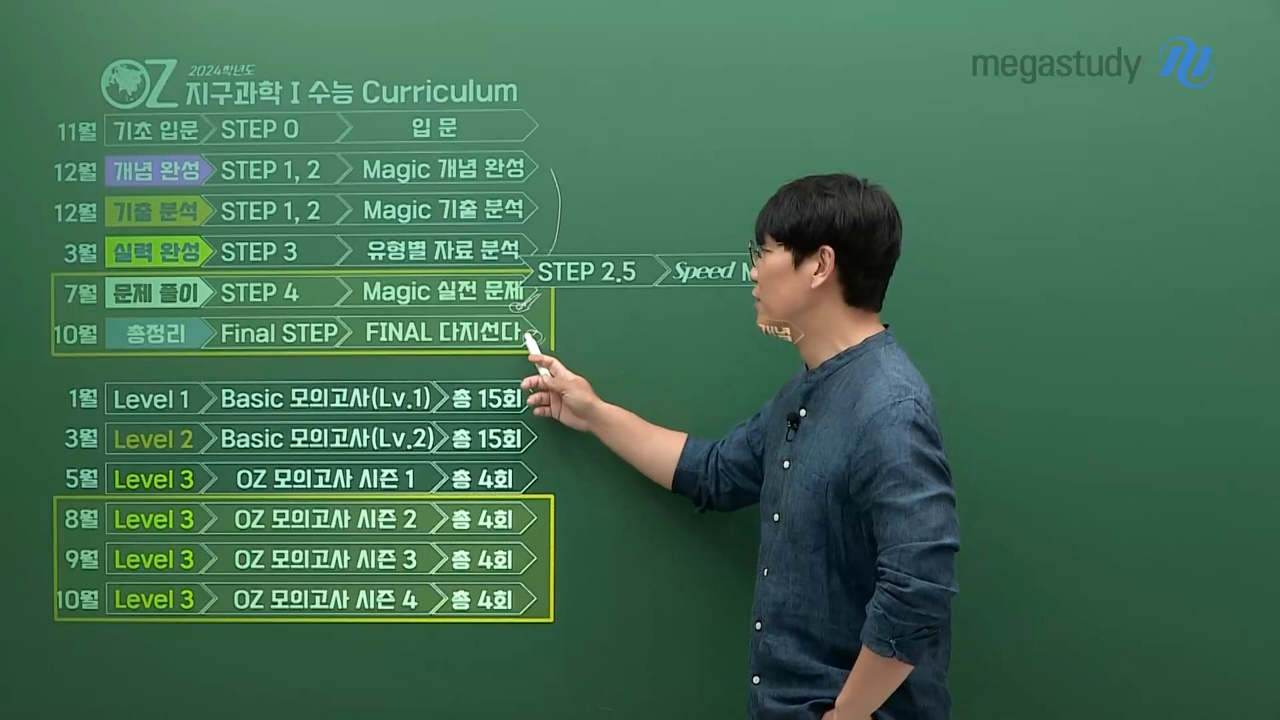 megastudy
OZ 2024학년도
지구과학 I 수능 Curriculum
11월 기초 입문 STEP 0 입 문
12월 개념 완성 STEP 1, 2 Magic 개념 완성
12월 기출 분석 STEP 1, 2 Magic 기출 분석
3월 실력 완성 STEP 3 유형별 자료 분석
STEP 2.5 Speed
7월 문제 풀이 STEP 4 Magic 실전 문제
10월 총정리 Final STEP FINAL 다지선다
개념
1월 Level 1 Basic 모의고사(Lv.1) 총 15회
3월 Level 2 Basic 모의고사(Lv.2) 총 15회
5월 Level 3 OZ 모의고사 시즌 1 총 4회
8월 Level 3 OZ 모의고사 시즌 2 총 4회
9월 Level 3 OZ 모의고사 시즌 3 총 4회
10월 Level 3 OZ 모의고사 시즌 4 총 4회